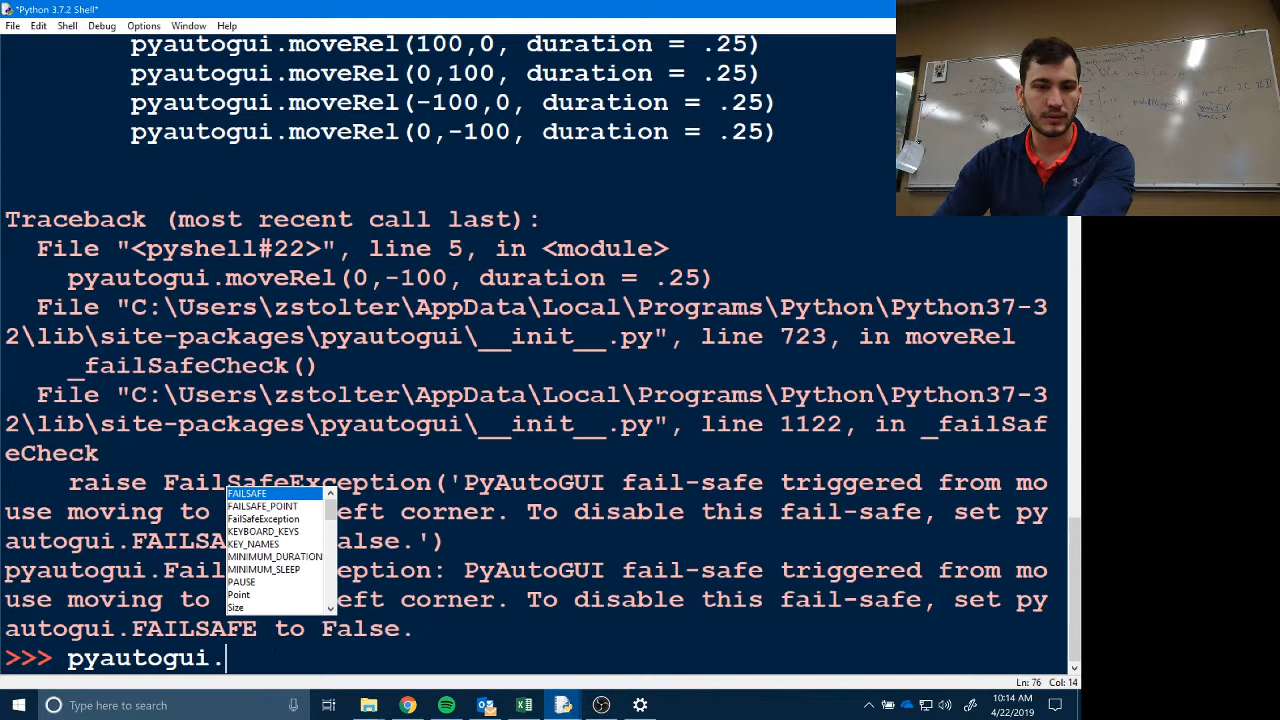 *Python 3.7.2 Shell*
File Edit Shell Debug Options Window Help
pyautogui.moveRel(100,0, duration = .25)
pyautogui.moveRel(0,100, duration = .25)
pyautogui.moveRel(-100,0, duration = .25)
pyautogui.moveRel(0,-100, duration = .25)
Traceback (most recent call last):
File "<pyshell#22>", line 5, in <module>
pyautogui.moveRel(0,-100, duration = .25)
File "C:\Users\zstolter\AppData\Local\Programs\Python\Python37-3
2\lib\site-packages\pyautogui\__init__.py", line 723, in moveRel
_failSafeCheck()
File "C:\Users\zstolter\AppData\Local\Programs\Python\Python37-3
2\lib\site-packages\pyautogui\__init__.py", line 1122, in _failSaf
eCheck
raise FailSafeException('PyAutoGUI fail-safe triggered from mo
use moving to eft corner. To disable this fail-safe, set py
autogui.FAILSA alse.')
pyautogui.Fail eption: PyAutoGUI fail-safe triggered from mo
use moving to eft corner. To disable this fail-safe, set py
autogui.FAILSAFE to False.
>>> pyautogui.
FAILSAFE
FAILSAFE_POINT
FailSafeException
KEYBOARD_KEYS
KEY_NAMES
MINIMUM_DURATION
MINIMUM_SLEEP
PAUSE
Point
Size
Ln: 76 Col: 14
Type here to search
10:14 AM
4/22/2019